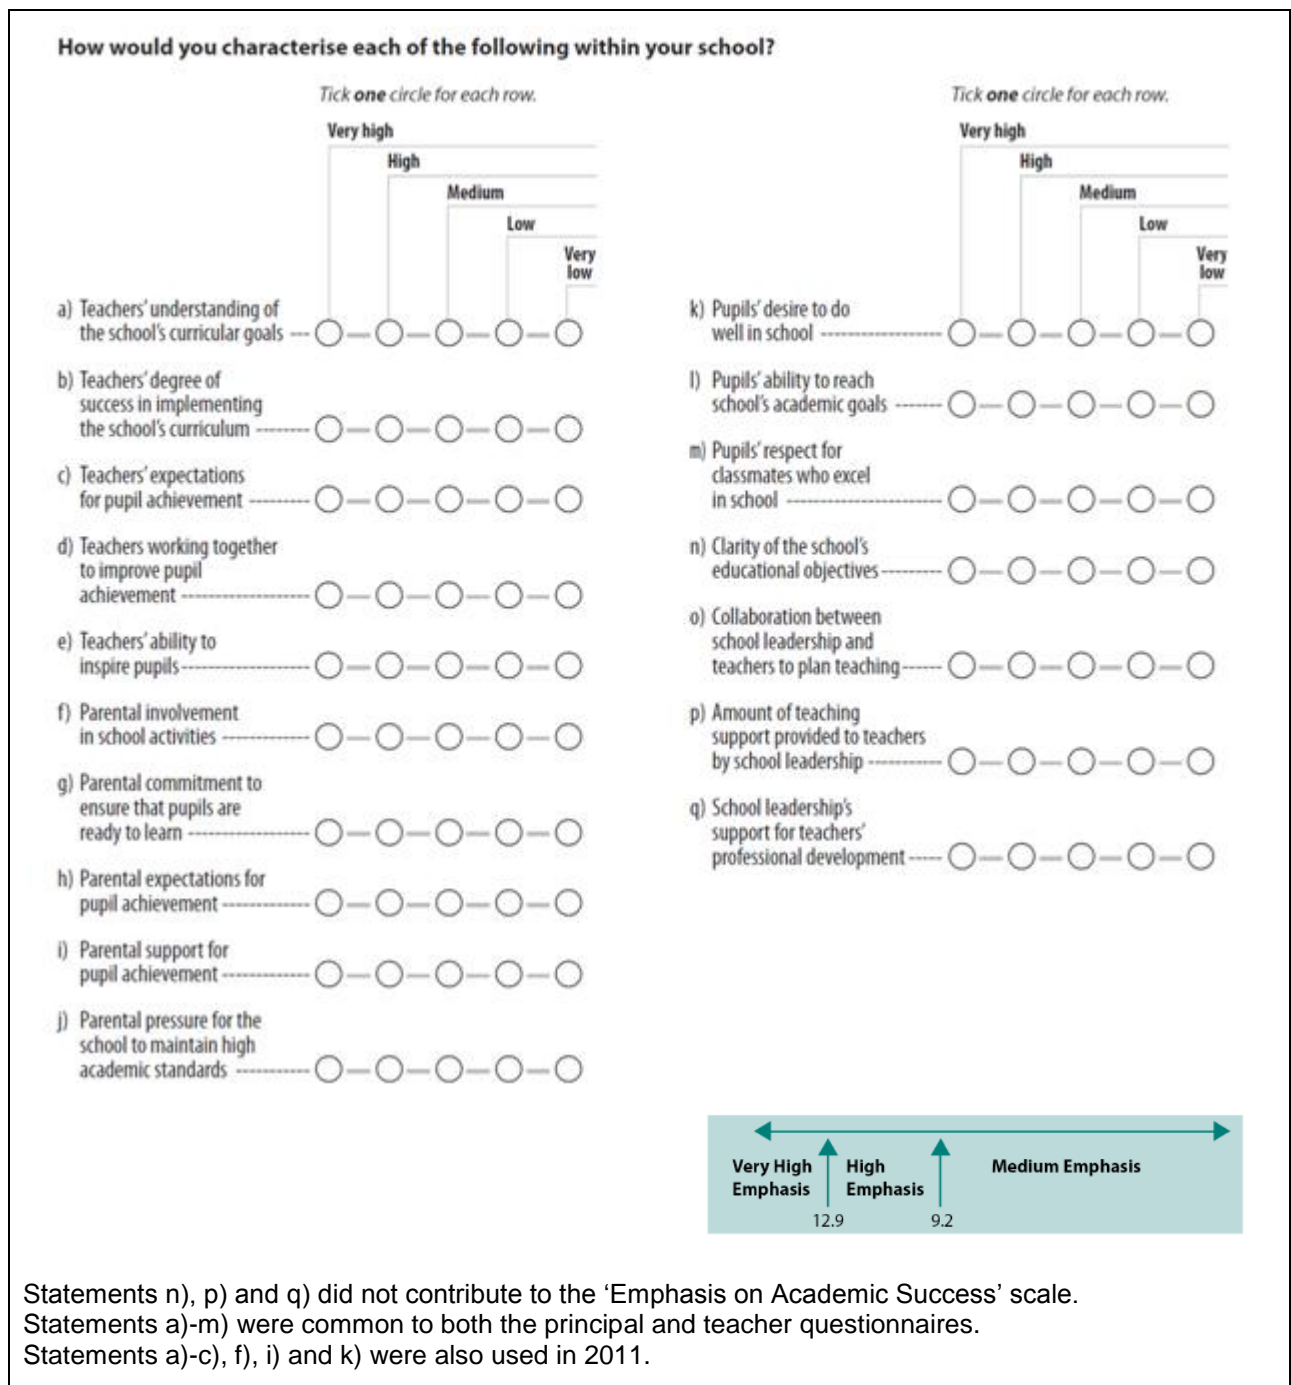 How would you characterise each of the following within your school?
Tick one circle for each row.
Very high
High
Medium
Low
Very
low
a) Teachers' understanding of
the school's curricular goals
b) Teachers' degree of
success in implementing
the school's curriculum
c) Teachers' expectations
for pupil achievement
d) Teachers working together
to improve pupil
achievement
e) Teachers' ability to
inspire pupils
f) Parental involvement
in school activities
g) Parental commitment to
ensure that pupils are
ready to learn
h) Parental expectations for
pupil achievement
i) Parental support for
pupil achievement
j) Parental pressure for the
school to maintain high
academic standards
Tick one circle for each row.
Very high
High
Medium
Low
Very
low
k) Pupils' desire to do
well in school
l) Pupils' ability to reach
school's academic goals
m) Pupils' respect for
classmates who excel
in school
n) Clarity of the school's
educational objectives
o) Collaboration between
school leadership and
teachers to plan teaching
p) Amount of teaching
support provided to teachers
by school leadership
q) School leadership's
support for teachers'
professional development
Very High
Emphasis
High
Emphasis
Medium Emphasis
12.9
9.2
Statements n), p) and q) did not contribute to the ‘Emphasis on Academic Success’ scale.
Statements a)-m) were common to both the principal and teacher questionnaires.
Statements a)-c), f), i) and k) were also used in 2011.